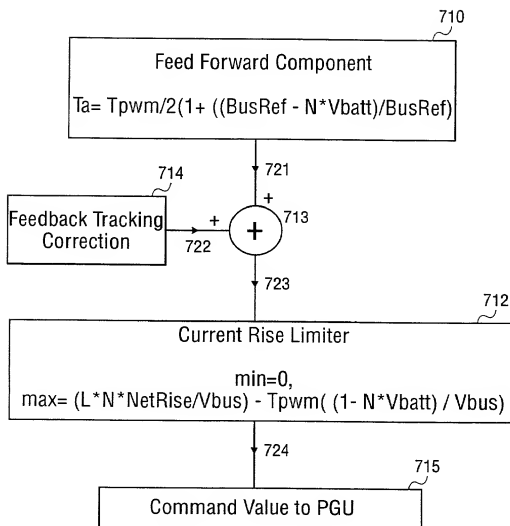 710
Feed Forward Component
Ta= Tpwm/2(1+ ((BusRef - N*Vbatt)/BusRef)
721
714
Feedback Tracking
Correction
+
722
+
+
713
723
712
Current Rise Limiter
min=0,
max= (L*N*NetRise/Vbus) - Tpwm( (1- N*Vbatt) / Vbus)
724
715
Command Value to PGU